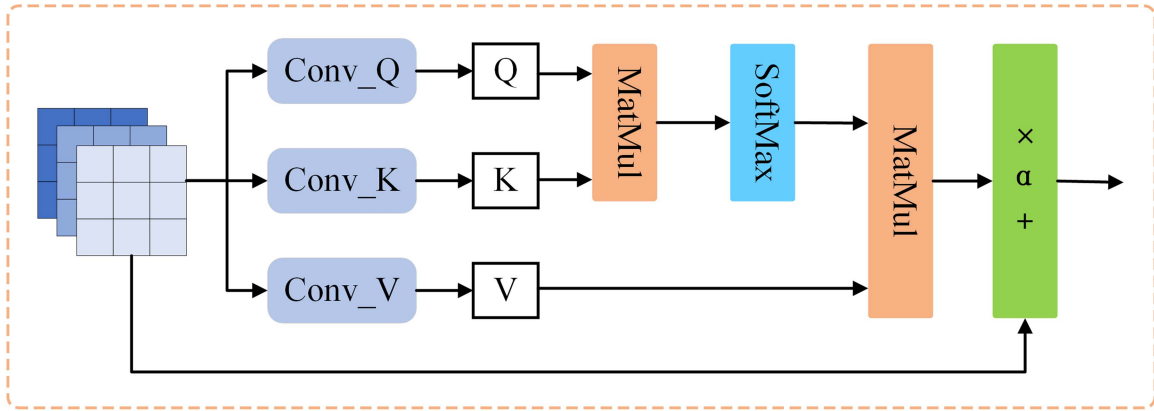 Conv_Q
Q
MatMul
SoftMax
MatMul
×
α
+
Conv_K
K
Conv_V
V